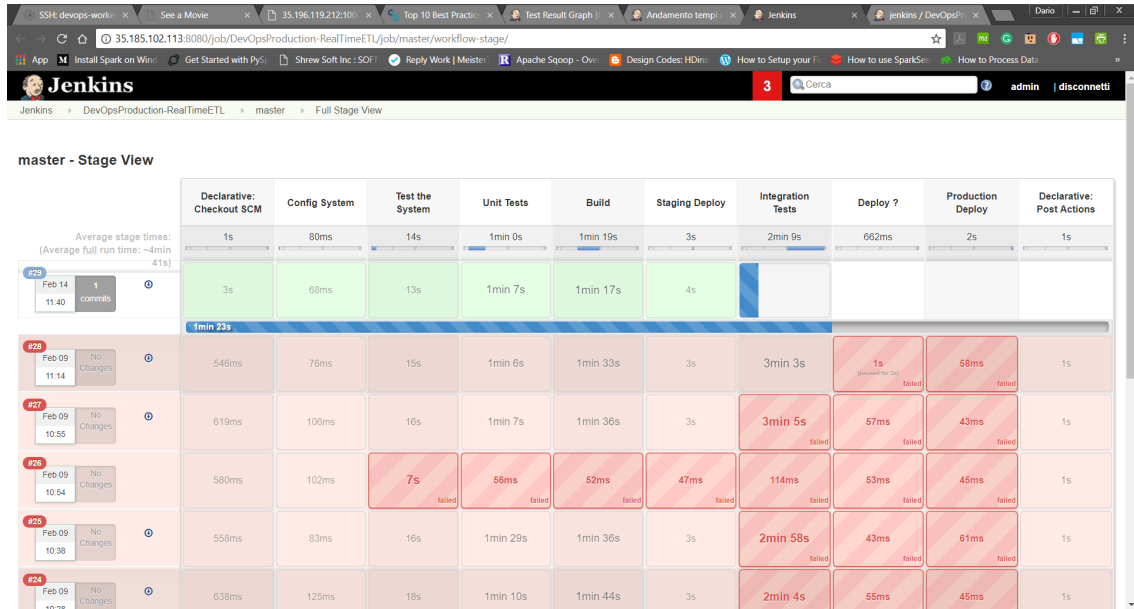 SSH: devops-worke
See a Movie
35.196.119.212:100
Top 10 Best Practic
Test Result Graph [J
Andamento tempi d
Jenkins
jenkins / DevOpsPr
Dario
35.185.102.113:8080/job/DevOpsProduction-RealTimeETL/job/master/workflow-stage/
App
Install Spark on Wind
Get Started with PySp
Shrew Soft Inc : SOFT
Reply Work | Meister
Apache Sqoop - Ove
Design Codes: HDins
How to Setup your Fi
How to use SparkSes
How to Process Data
»
Jenkins
3
Cerca
admin
| disconnetti
Jenkins
DevOpsProduction-RealTimeETL
master
Full Stage View
master - Stage View
Declarative: Checkout SCM
Config System
Test the System
Unit Tests
Build
Staging Deploy
Integration Tests
Deploy ?
Production Deploy
Declarative: Post Actions
Average stage times:
(Average full run time: ~4min 41s)
1s
80ms
14s
1min 0s
1min 19s
3s
2min 9s
662ms
2s
1s
#29
Feb 14
11:40
1 commits
3s
68ms
13s
1min 7s
1min 17s
4s
1min 23s
#28
Feb 09
11:14
No Changes
546ms
76ms
15s
1min 6s
1min 33s
3s
3min 3s
1s
(paused for 3s)
failed
58ms
failed
1s
#27
Feb 09
10:55
No Changes
619ms
106ms
16s
1min 7s
1min 36s
3s
3min 5s
failed
57ms
failed
43ms
failed
1s
#26
Feb 09
10:54
No Changes
580ms
102ms
7s
failed
56ms
failed
52ms
failed
47ms
failed
114ms
failed
53ms
failed
45ms
failed
1s
#25
Feb 09
10:38
No Changes
558ms
83ms
16s
1min 29s
1min 36s
3s
2min 58s
failed
43ms
failed
61ms
failed
1s
#24
Feb 09
10:28
No Changes
638ms
125ms
18s
1min 10s
1min 44s
3s
2min 4s
55ms
45ms
1s